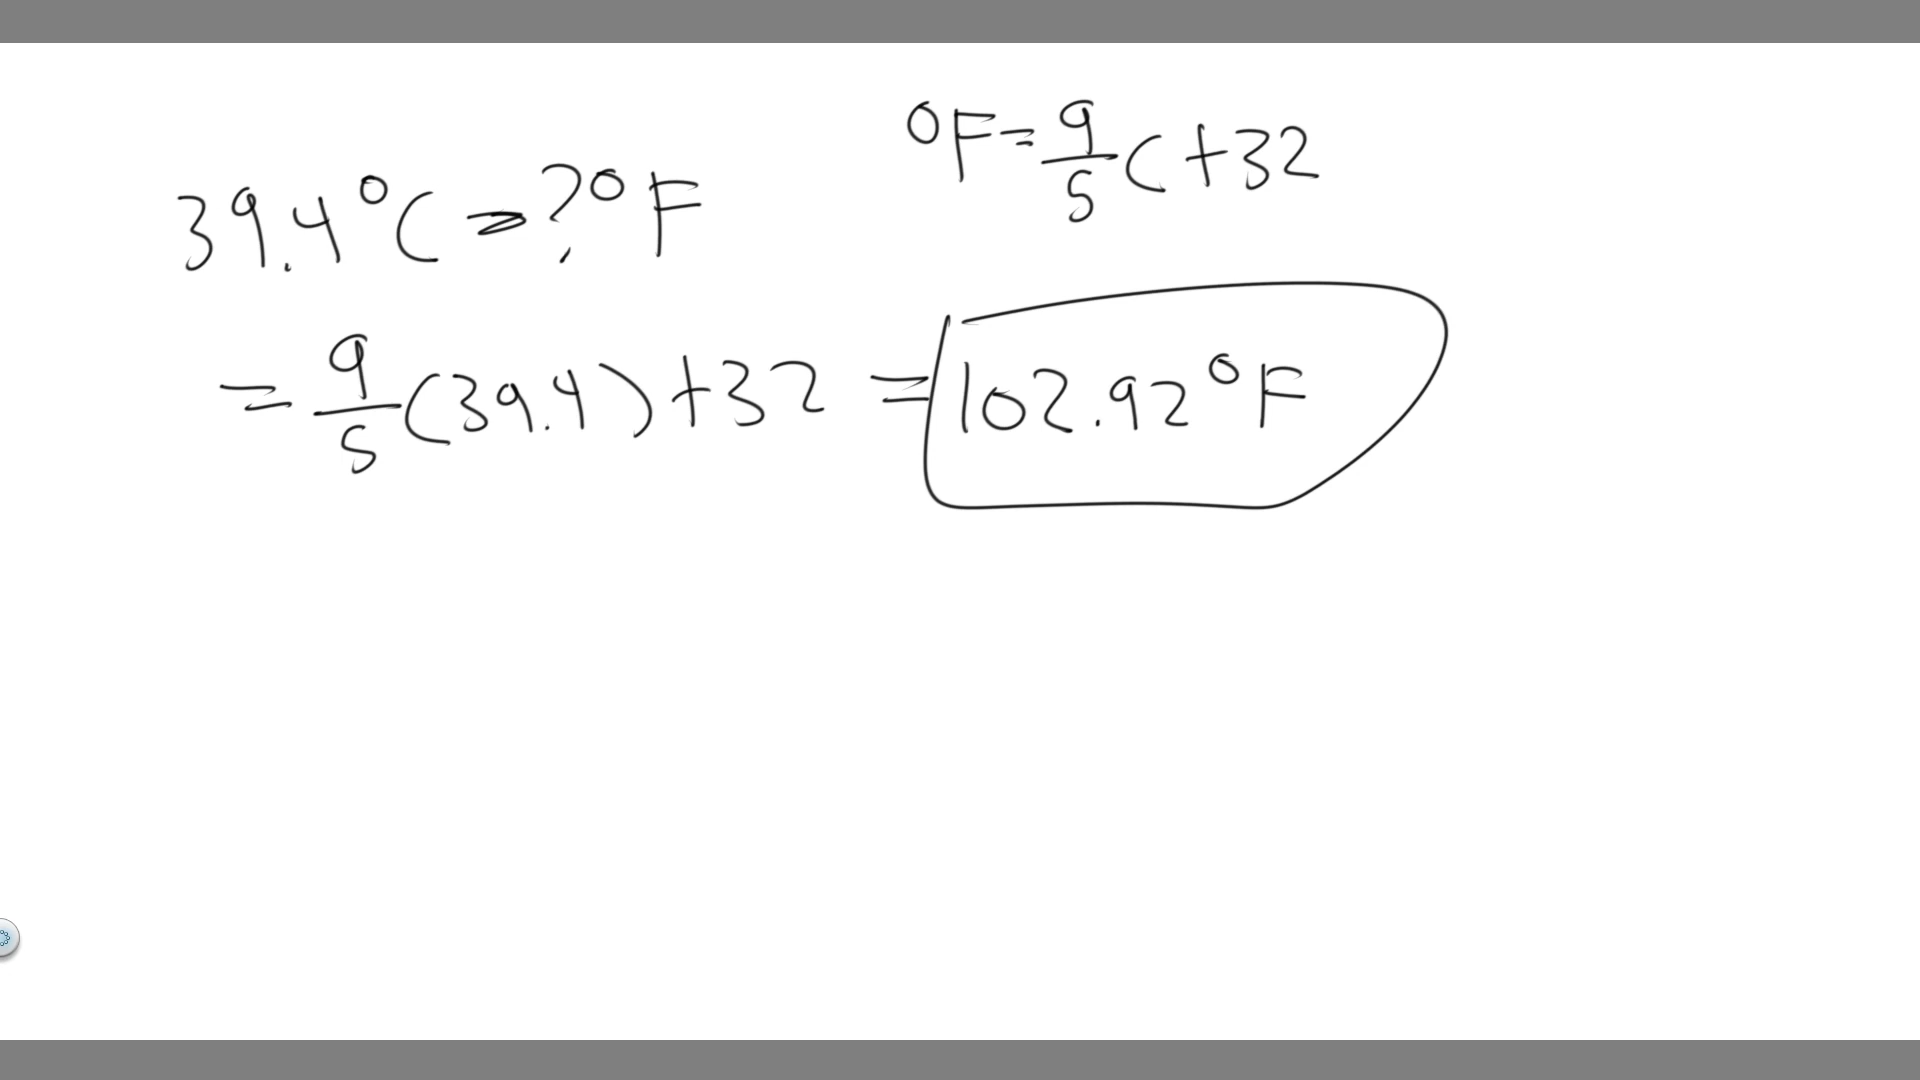 °F = 9/5 C + 32
39.4°C = ?°F
= 9/5 (39.4) + 32 = 102.92°F